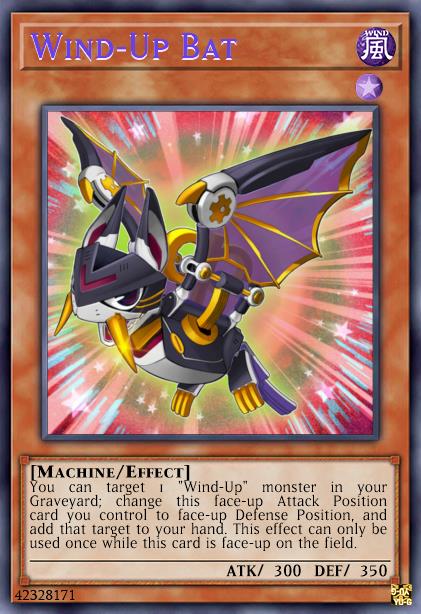 Wind-Up Bat
WIND
風
[Machine/Effect]
You can target 1 "Wind-Up" monster in your
Graveyard; change this face-up Attack Position
card you control to face-up Defense Position, and
add that target to your hand. This effect can only be
used once while this card is face-up on the field.
ATK/ 300 DEF/ 350
42328171